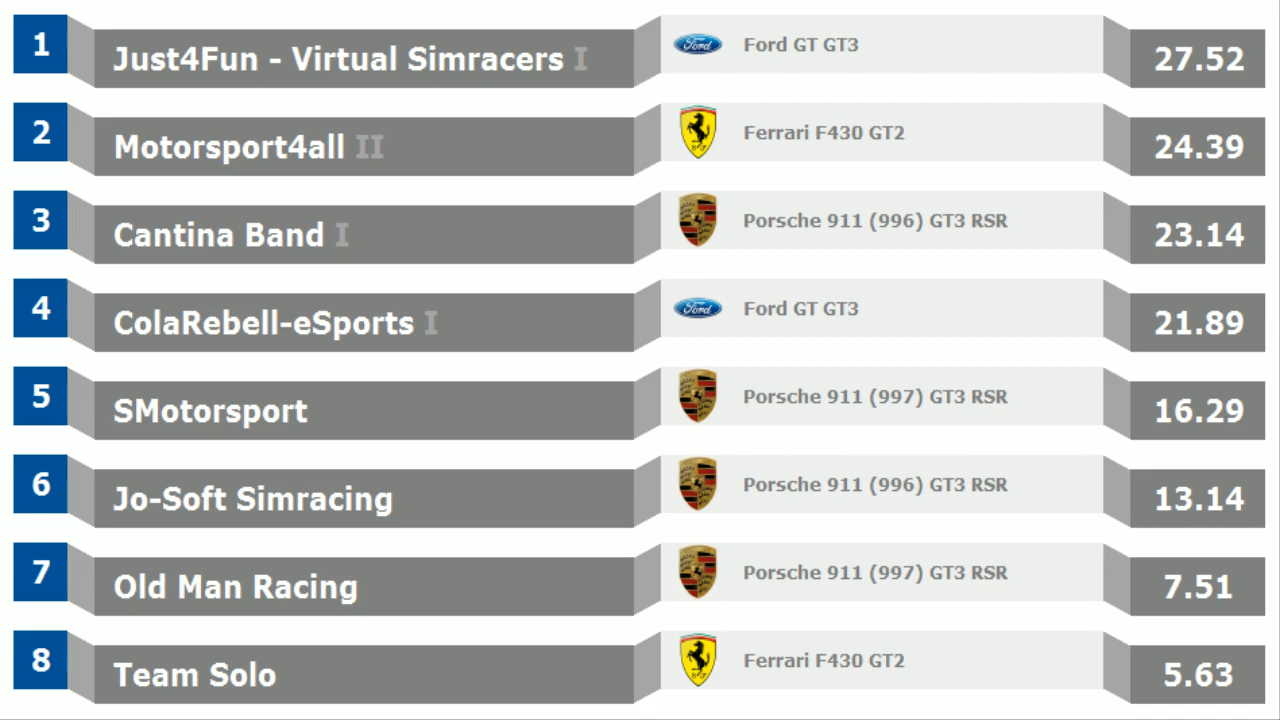 1 Just4Fun - Virtual Simracers I Ford Ford GT GT3 27.52
2 Motorsport4all II Ferrari F430 GT2 24.39
3 Cantina Band I Porsche 911 (996) GT3 RSR 23.14
4 ColaRebell-eSports I Ford Ford GT GT3 21.89
5 SMotorsport Porsche 911 (997) GT3 RSR 16.29
6 Jo-Soft Simracing Porsche 911 (996) GT3 RSR 13.14
7 Old Man Racing Porsche 911 (997) GT3 RSR 7.51
8 Team Solo Ferrari F430 GT2 5.63